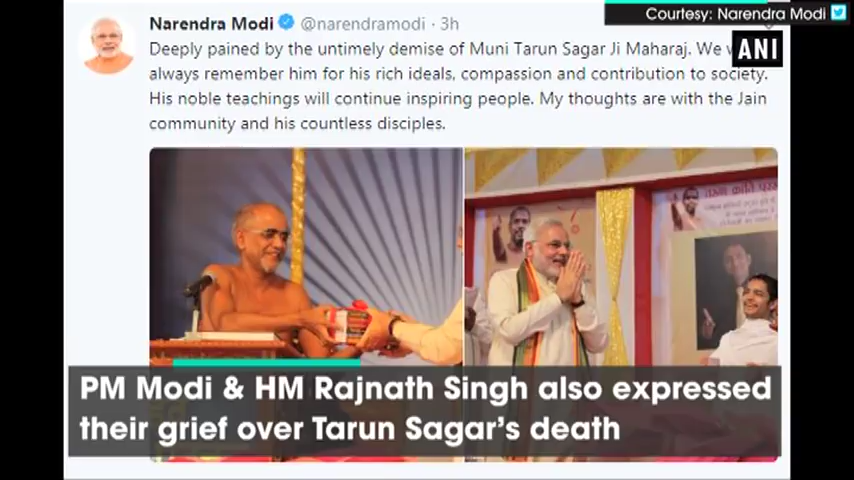 Courtesy: Narendra Modi
Narendra Modi @narendramodi · 3h
ANI
Deeply pained by the untimely demise of Muni Tarun Sagar Ji Maharaj. We
always remember him for his rich ideals, compassion and contribution to society.
His noble teachings will continue inspiring people. My thoughts are with the Jain
community and his countless disciples.
तरुण क्रांति
PM Modi & HM Rajnath Singh also expressed
their grief over Tarun Sagar's death